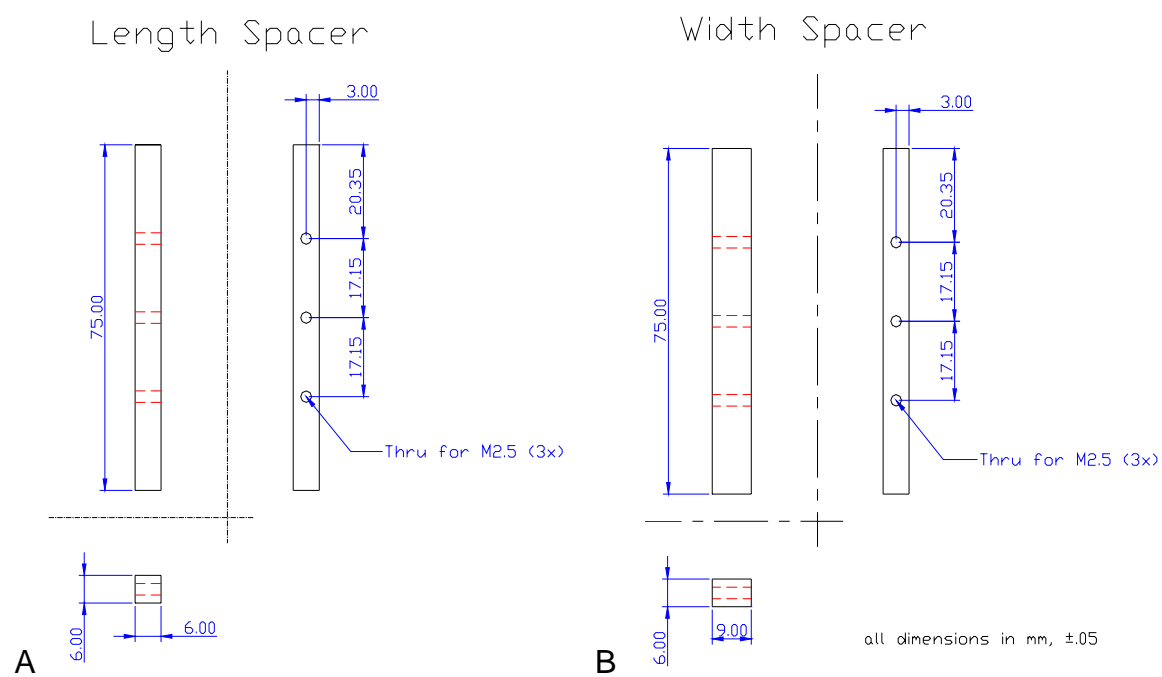 Length Spacer
Width Spacer
3.00
20.35
17.15
75.00
17.15
Thru for M2.5 (3x)
6.00
6.00
A
3.00
20.35
17.15
75.00
17.15
Thru for M2.5 (3x)
6.00
9.00
B
all dimensions in mm, ±.05